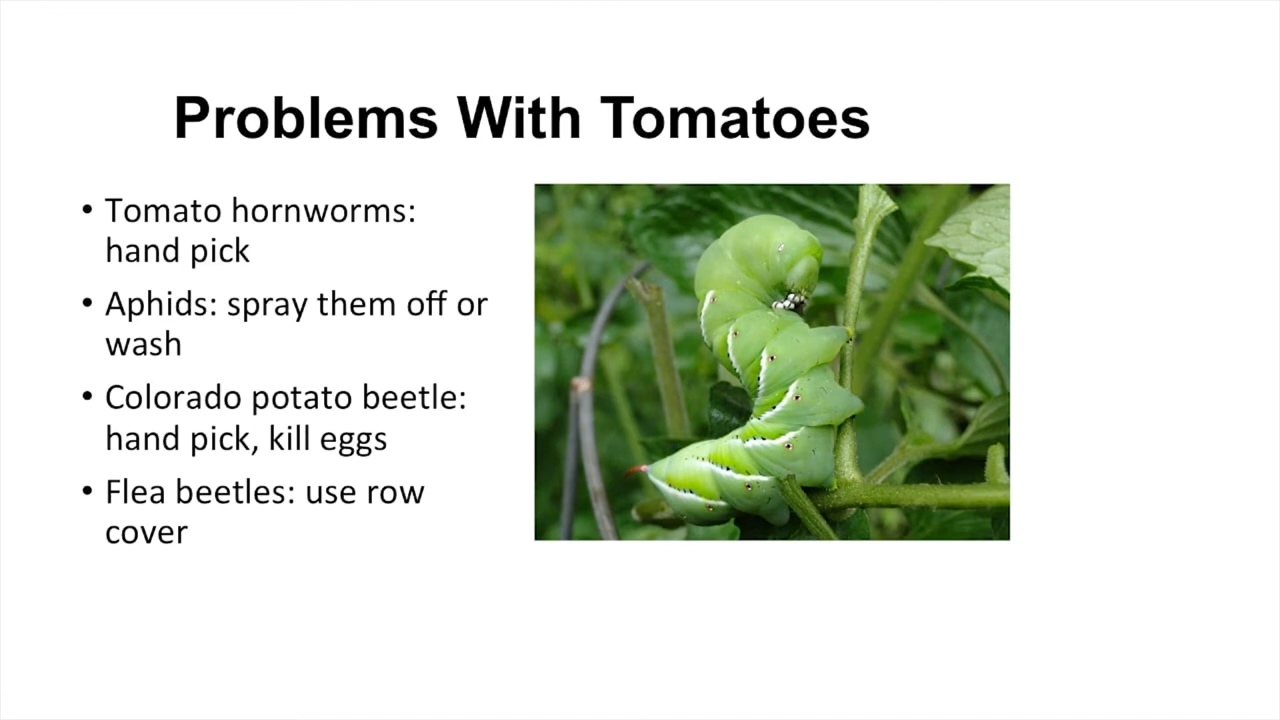 Problems With Tomatoes
• Tomato hornworms:
hand pick
• Aphids: spray them off or
wash
• Colorado potato beetle:
hand pick, kill eggs
• Flea beetles: use row
cover